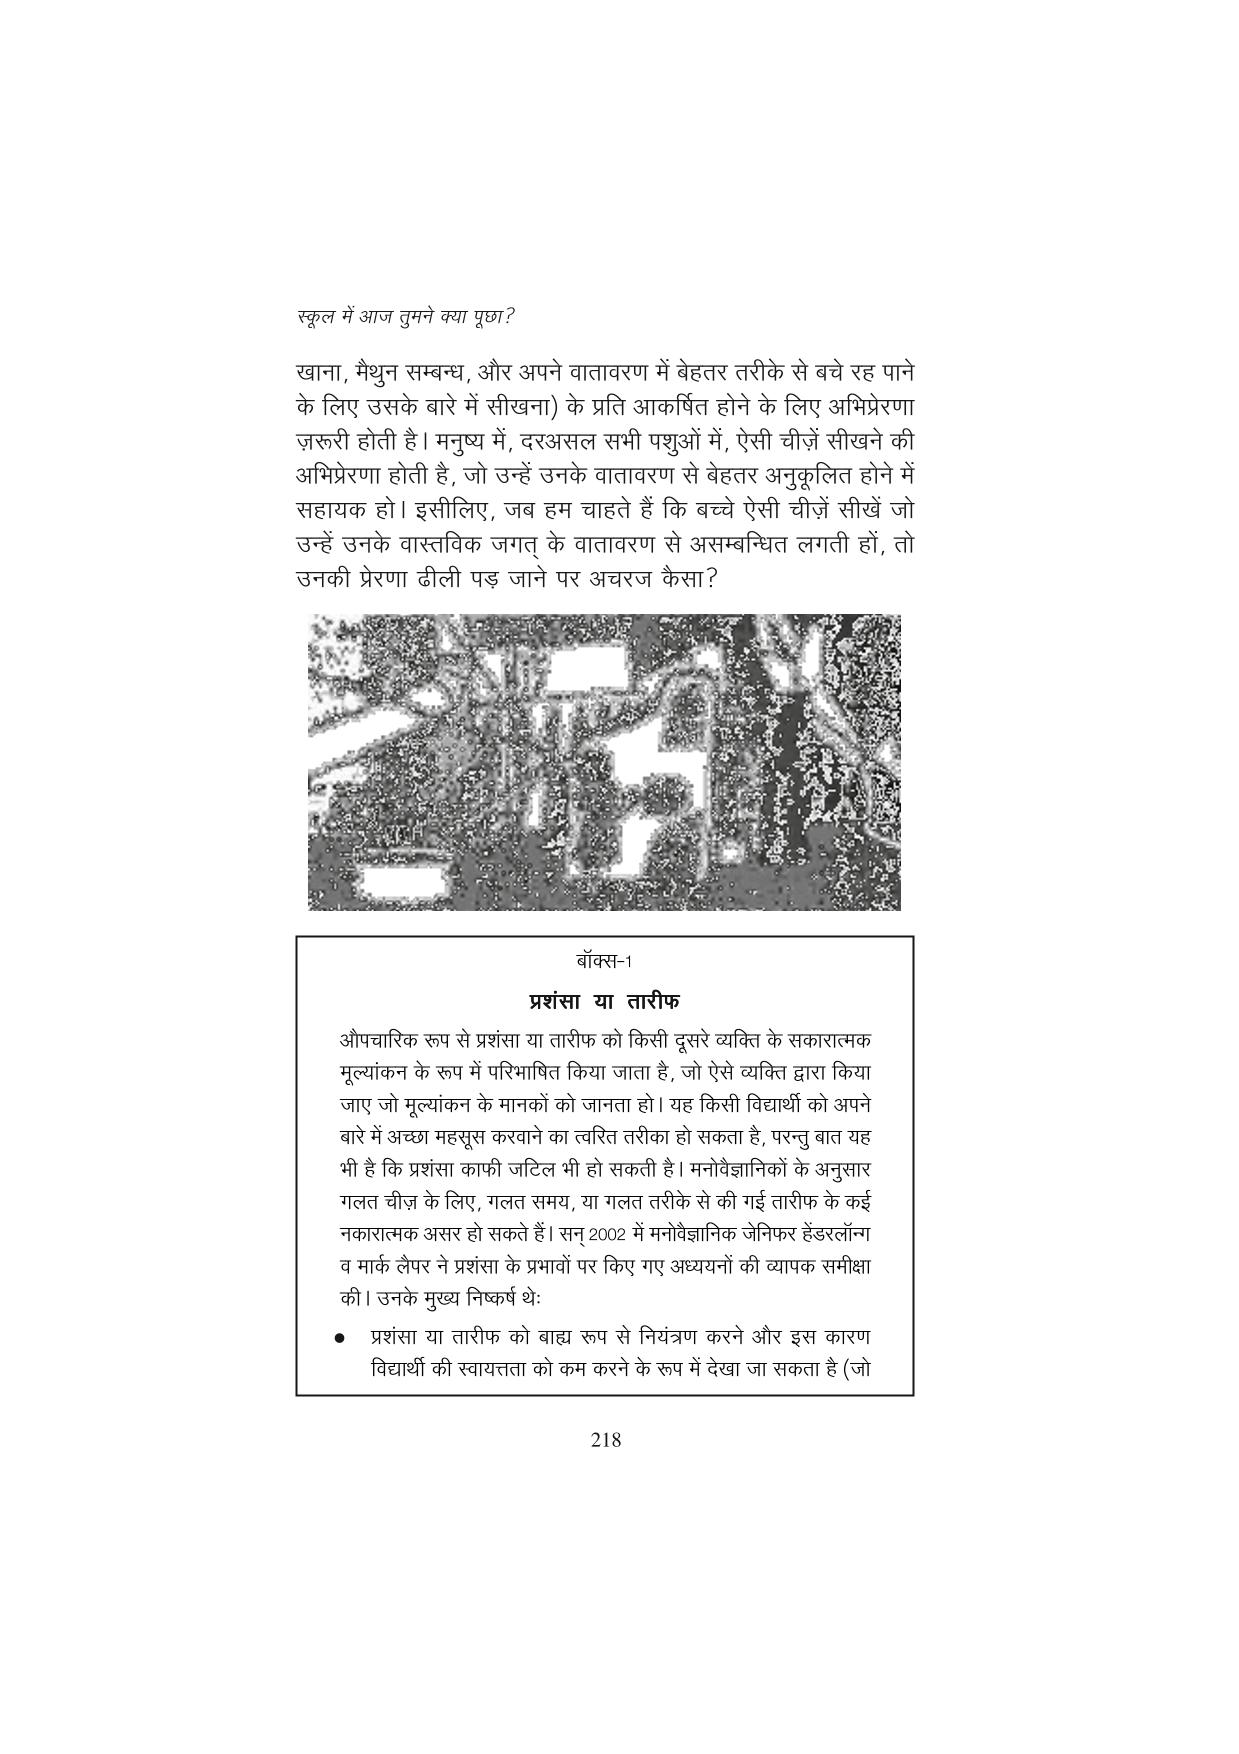 स्कूल में आज तुमने क्या पूछा?
खाना, मैथुन सम्बन्ध, और अपने वातावरण में बेहतर तरीके से बचे रह पाने
के लिए उसके बारे में सीखना) के प्रति आकर्षित होने के लिए अभिप्रेरणा
ज़रूरी होती है। मनुष्य में, दरअसल सभी पशुओं में, ऐसी चीज़ें सीखने की
अभिप्रेरणा होती है, जो उन्हें उनके वातावरण से बेहतर अनुकूलित होने में
सहायक हो। इसीलिए, जब हम चाहते हैं कि बच्चे ऐसी चीज़ें सीखें जो
उन्हें उनके वास्तविक जगत् के वातावरण से असम्बन्धित लगती हों, तो
उनकी प्रेरणा ढीली पड़ जाने पर अचरज कैसा?
बॉक्स-1
प्रशंसा या तारीफ
औपचारिक रूप से प्रशंसा या तारीफ को किसी दूसरे व्यक्ति के सकारात्मक
मूल्यांकन के रूप में परिभाषित किया जाता है, जो ऐसे व्यक्ति द्वारा किया
जाए जो मूल्यांकन के मानकों को जानता हो। यह किसी विद्यार्थी को अपने
बारे में अच्छा महसूस करवाने का त्वरित तरीका हो सकता है, परन्तु बात यह
भी है कि प्रशंसा काफी जटिल भी हो सकती है। मनोवैज्ञानिकों के अनुसार
गलत चीज़ के लिए, गलत समय, या गलत तरीके से की गई तारीफ के कई
नकारात्मक असर हो सकते हैं। सन् 2002 में मनोवैज्ञानिक जेनिफर हेंडरलॉन्ग
व मार्क लैपर ने प्रशंसा के प्रभावों पर किए गए अध्ययनों की व्यापक समीक्षा
की। उनके मुख्य निष्कर्ष थेः
● प्रशंसा या तारीफ को बाह्य रूप से नियंत्रण करने और इस कारण
विद्यार्थी की स्वायत्तता को कम करने के रूप में देखा जा सकता है (जो
218